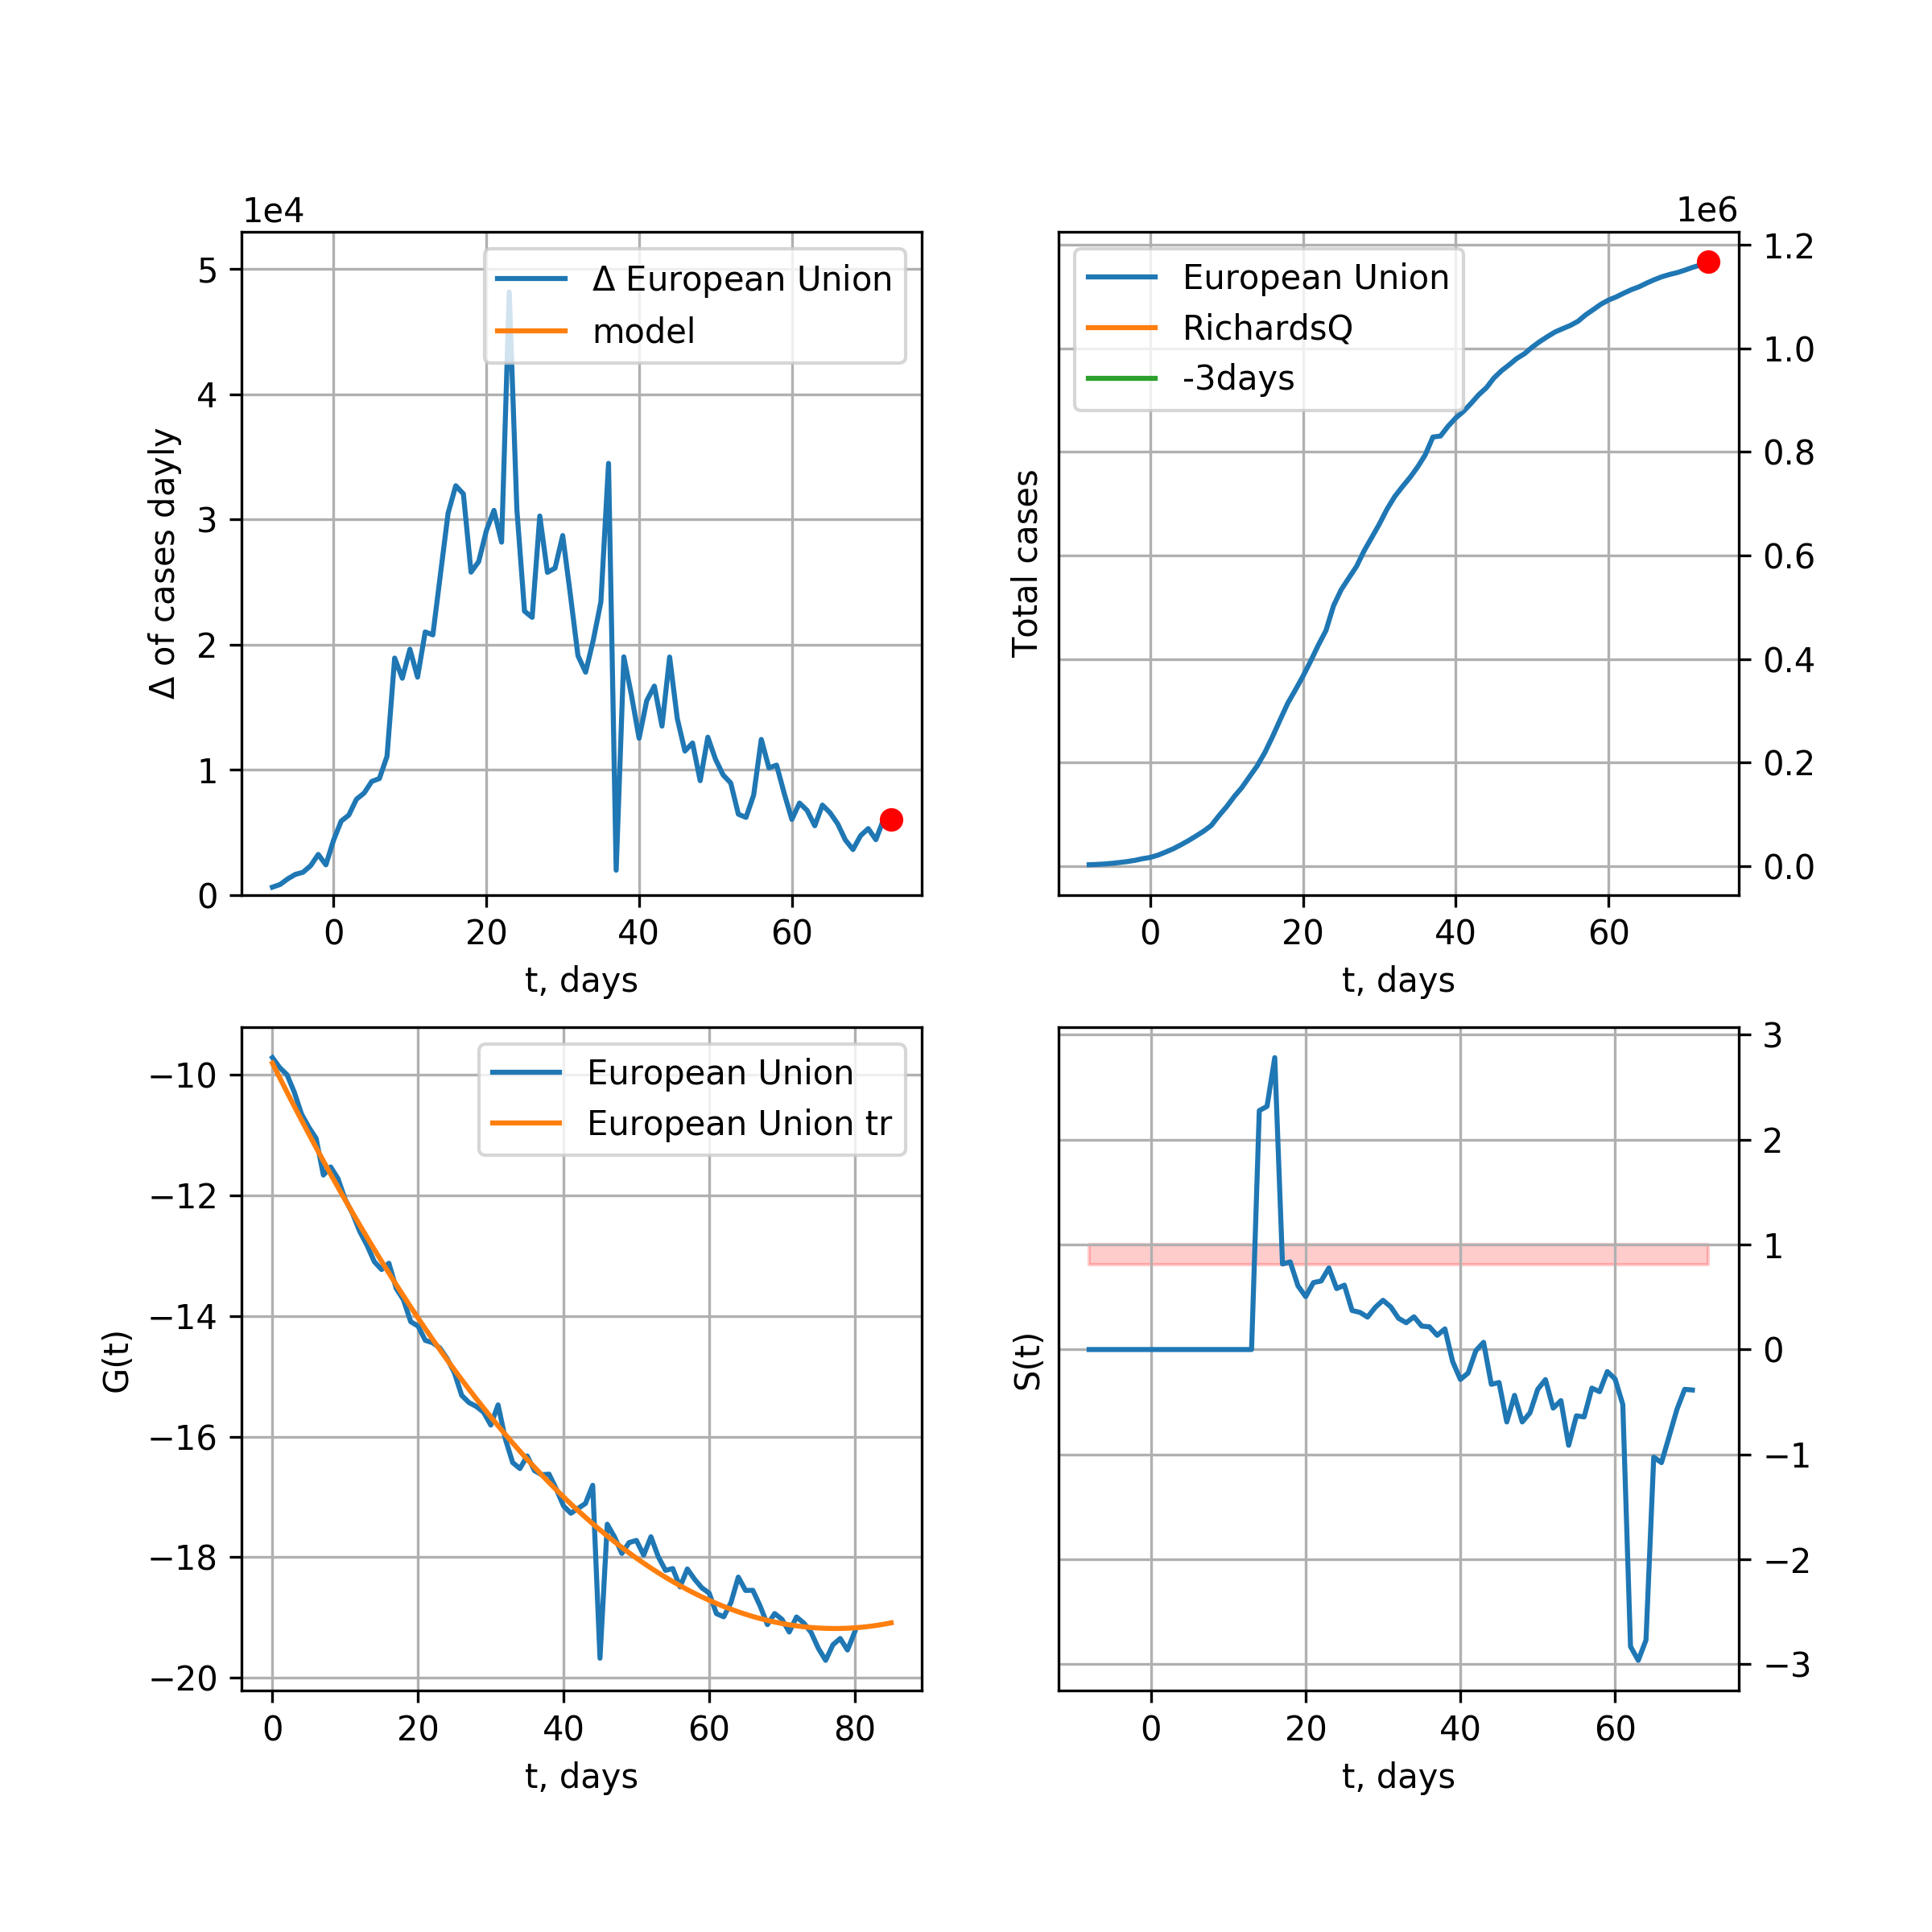 1e4
5
4
3
2
1
0
Δ of cases dayly
Δ European Union
model
0 20 40 60
t, days
1e6
1.2
1.0
0.8
0.6
0.4
0.2
0.0
Total cases
European Union
RichardsQ
-3days
0 20 40 60
t, days
−10
−12
−14
−16
−18
−20
G(t)
European Union
European Union tr
0 20 40 60 80
t, days
3
2
1
0
−1
−2
−3
S(t)
0 20 40 60
t, days